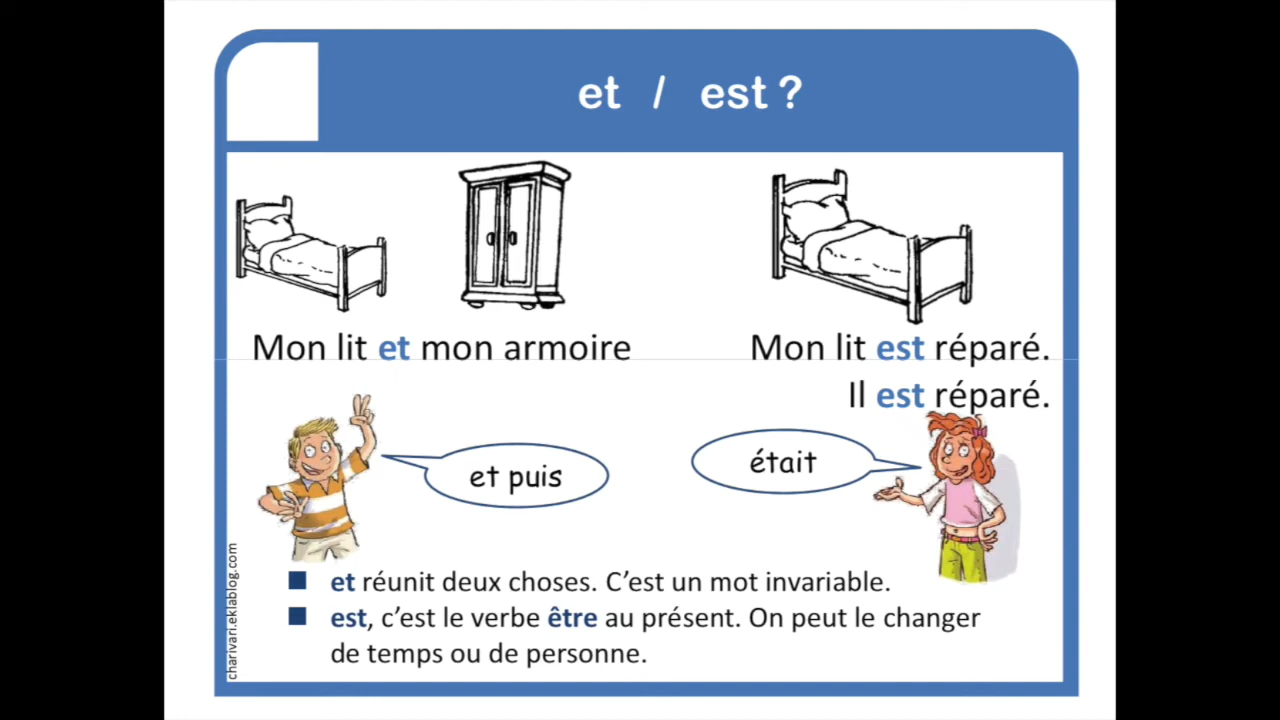 et / est ?
Mon lit et mon armoire
Mon lit est réparé.
Il est réparé.
et puis
était
et réunit deux choses. C’est un mot invariable.
est, c’est le verbe être au présent. On peut le changer
de temps ou de personne.
charivari.eklablog.com